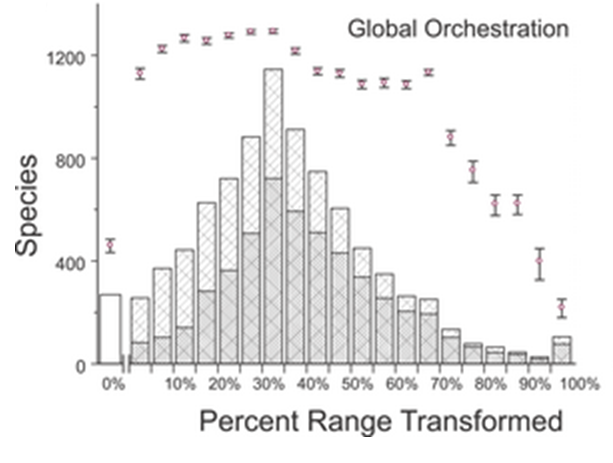 Global Orchestration
1200
800
400
0
Species
0% 10% 20% 30% 40% 50% 60% 70% 80% 90% 100%
Percent Range Transformed